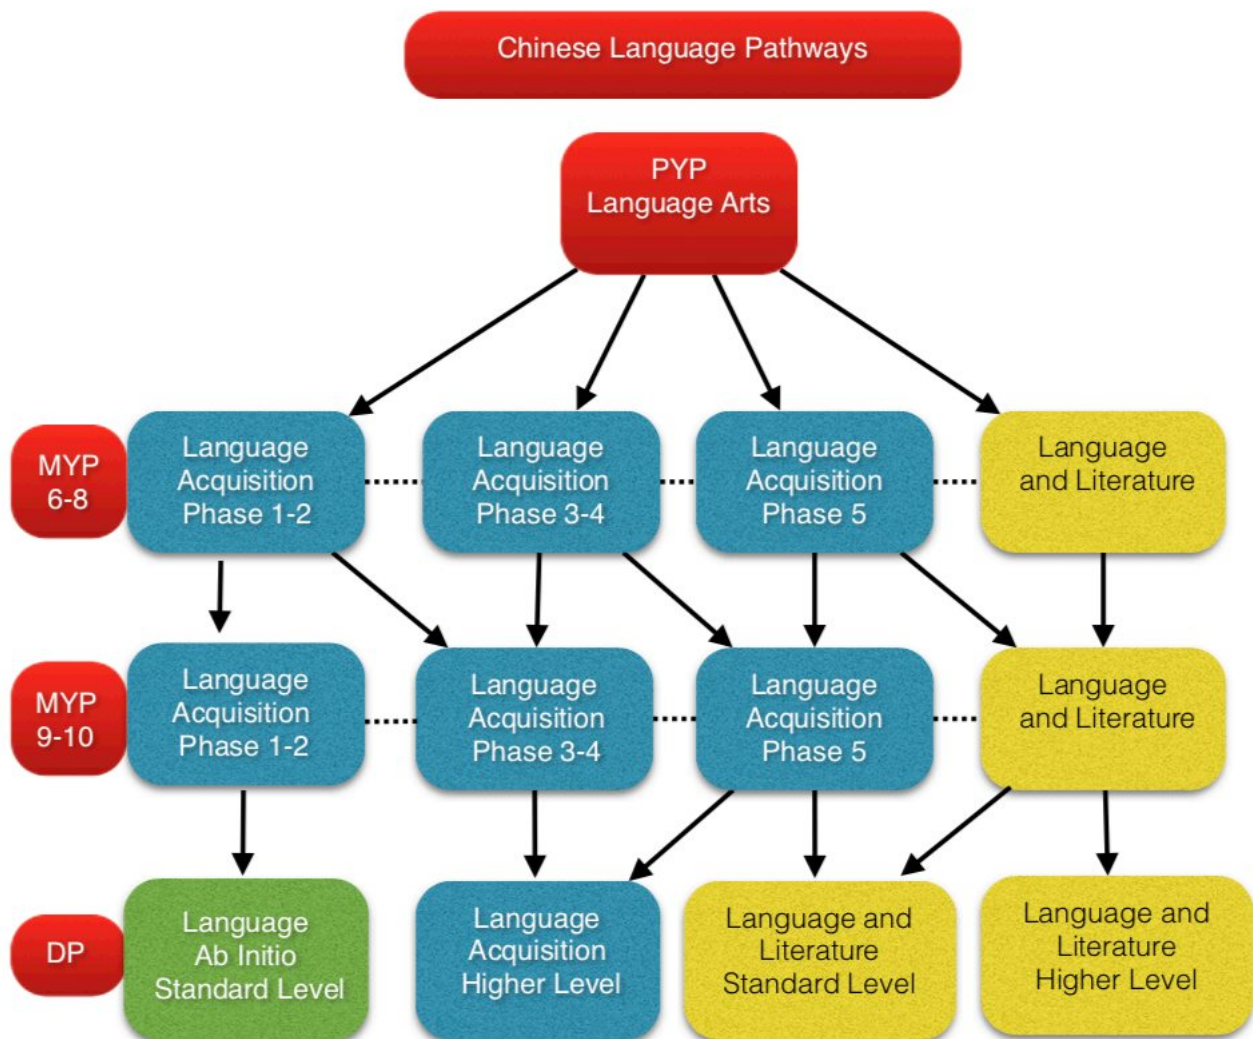 Chinese Language Pathways
PYP
Language Arts
MYP
6-8
Language
Acquisition
Phase 1-2
Language
Acquisition
Phase 3-4
Language
Acquisition
Phase 5
Language
and Literature
MYP
9-10
Language
Acquisition
Phase 1-2
Language
Acquisition
Phase 3-4
Language
Acquisition
Phase 5
Language
and Literature
DP
Language
Ab Initio
Standard Level
Language
Acquisition
Higher Level
Language and
Literature
Standard Level
Language and
Literature
Higher Level